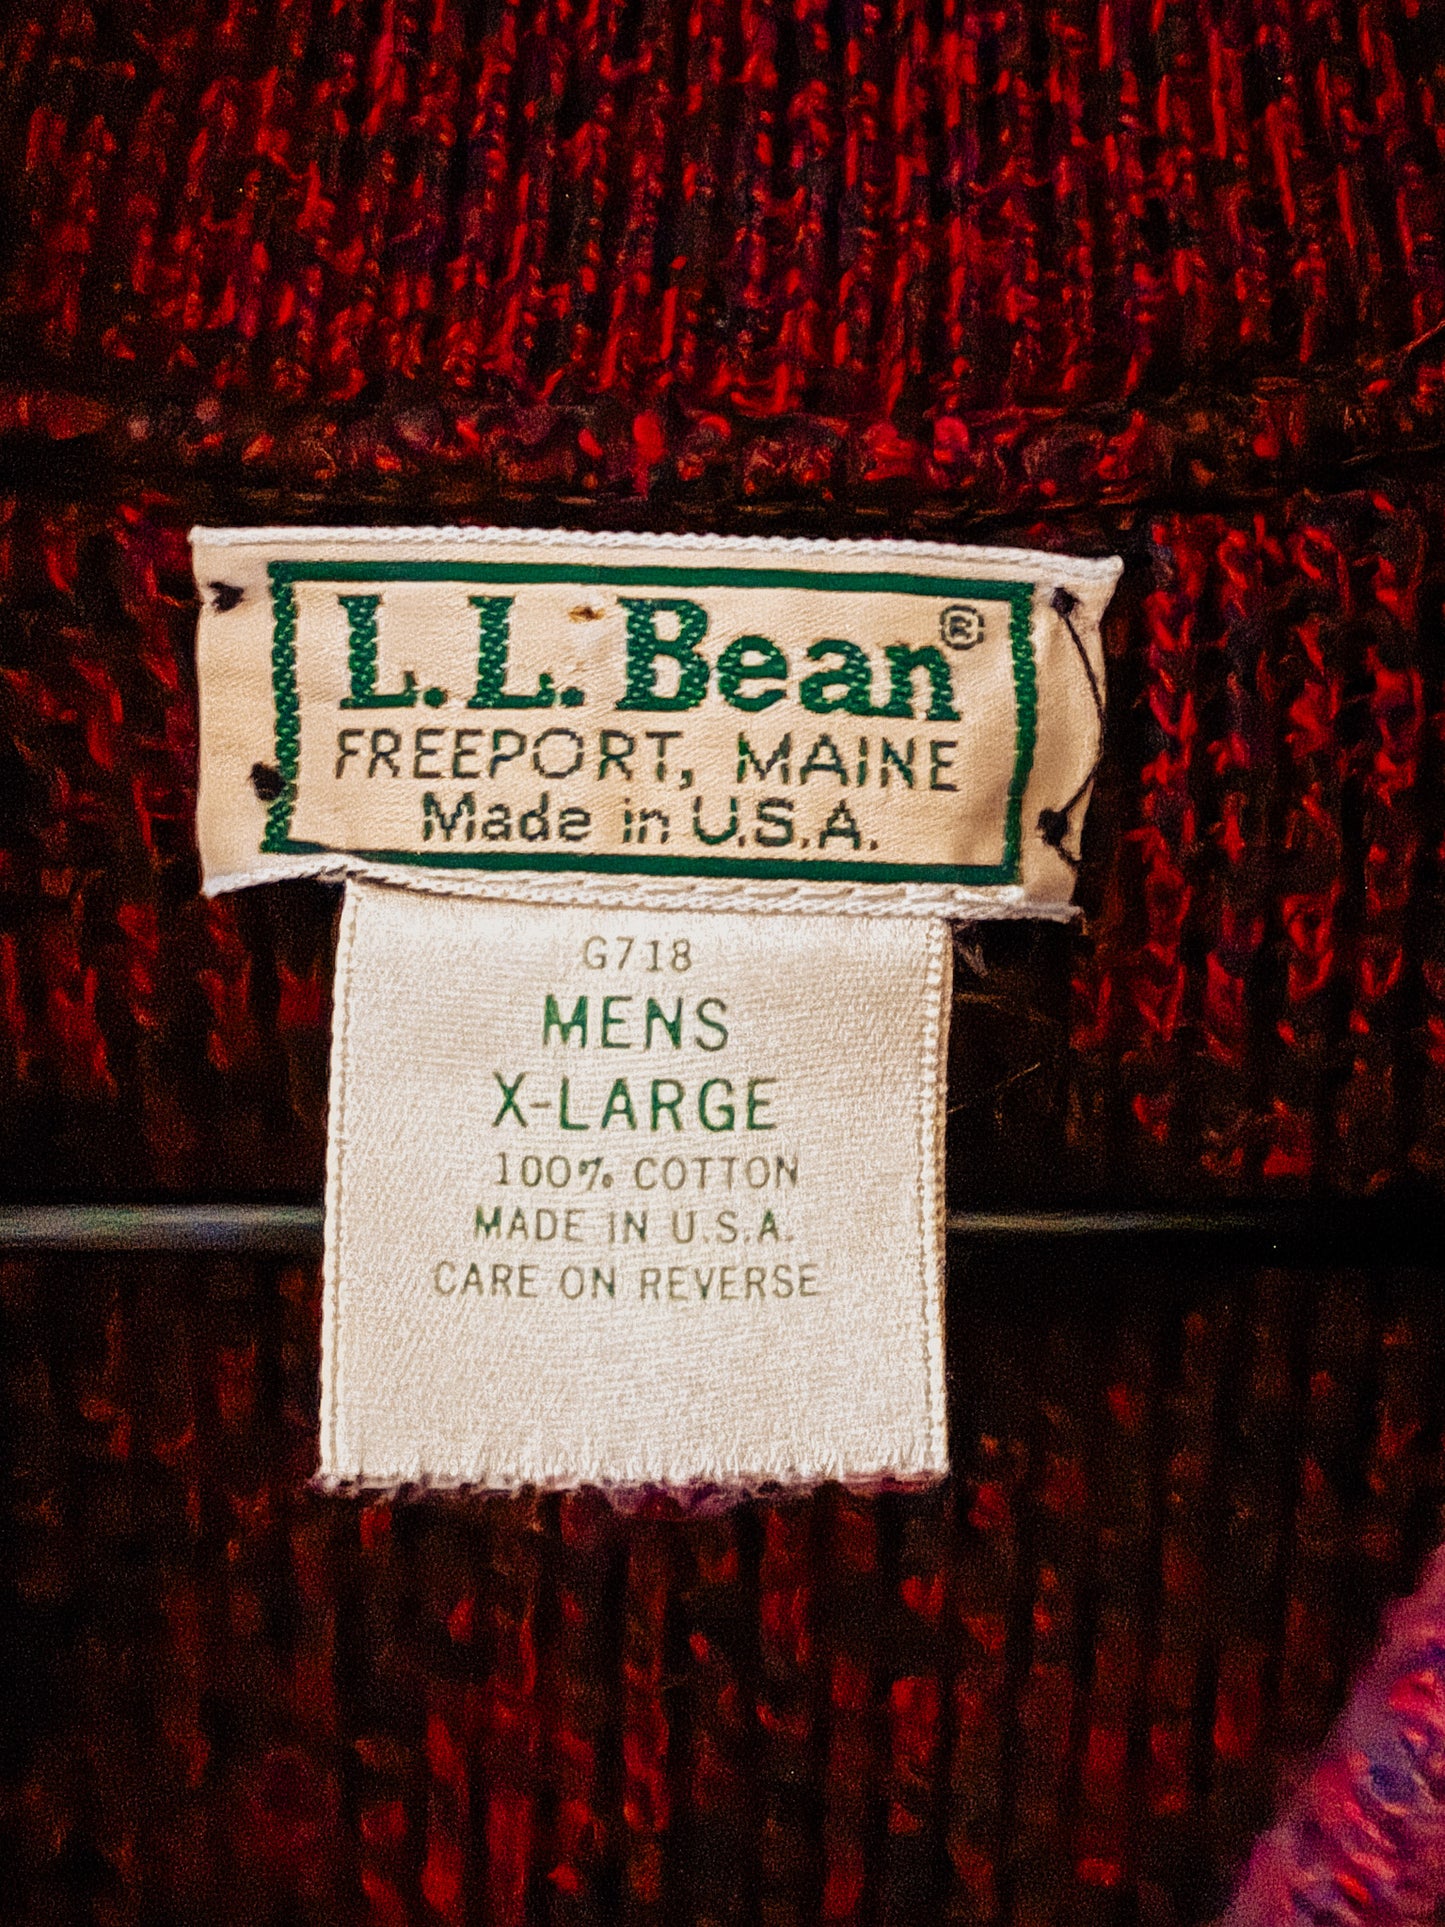 L.L.Bean®
FREEPORT, MAINE
Made in U.S.A.
G718
MENS
X-LARGE
100% COTTON
MADE IN U.S.A.
CARE ON REVERSE